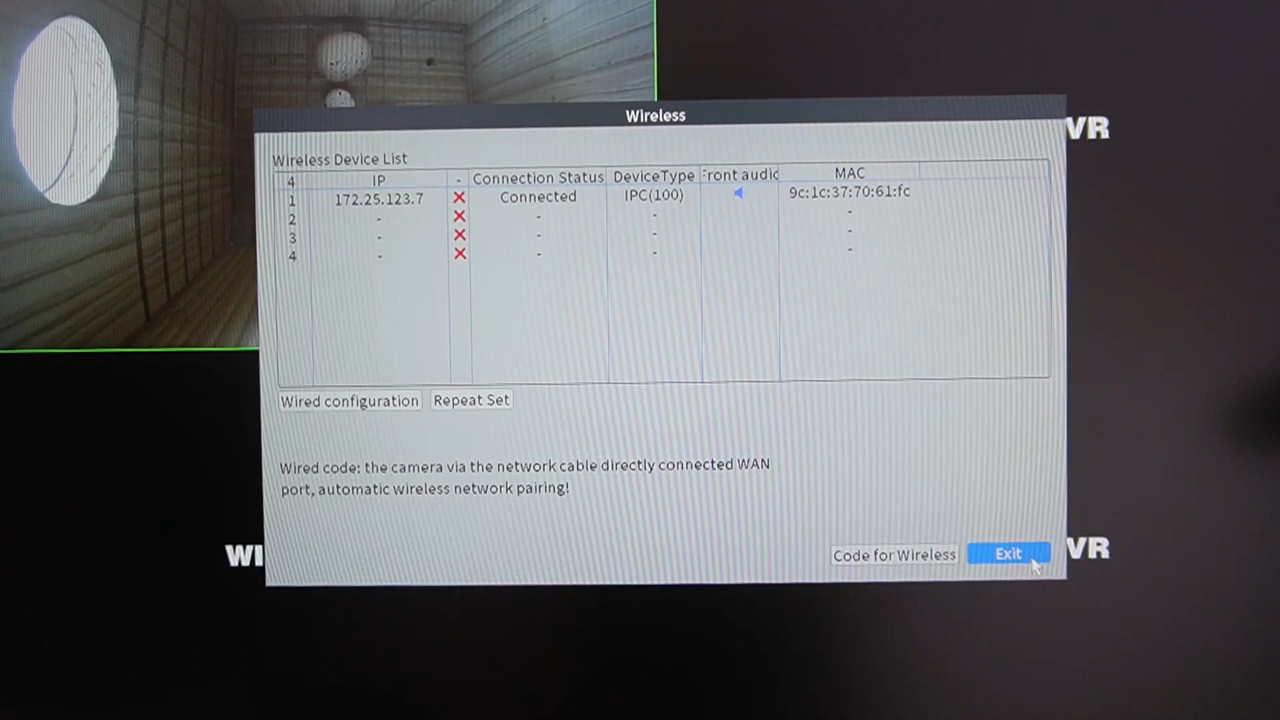 Wireless
VR
Wireless Device List
4 IP - Connection Status DeviceType Front audio MAC
1 172.25.123.7 Connected IPC(100) 9c:1c:37:70:61:fc
2 - - - -
3 - - - -
4 - - - -
Wired configuration Repeat Set
Wired code: the camera via the network cable directly connected WAN
port, automatic wireless network pairing!
WI VR
Code for Wireless Exit